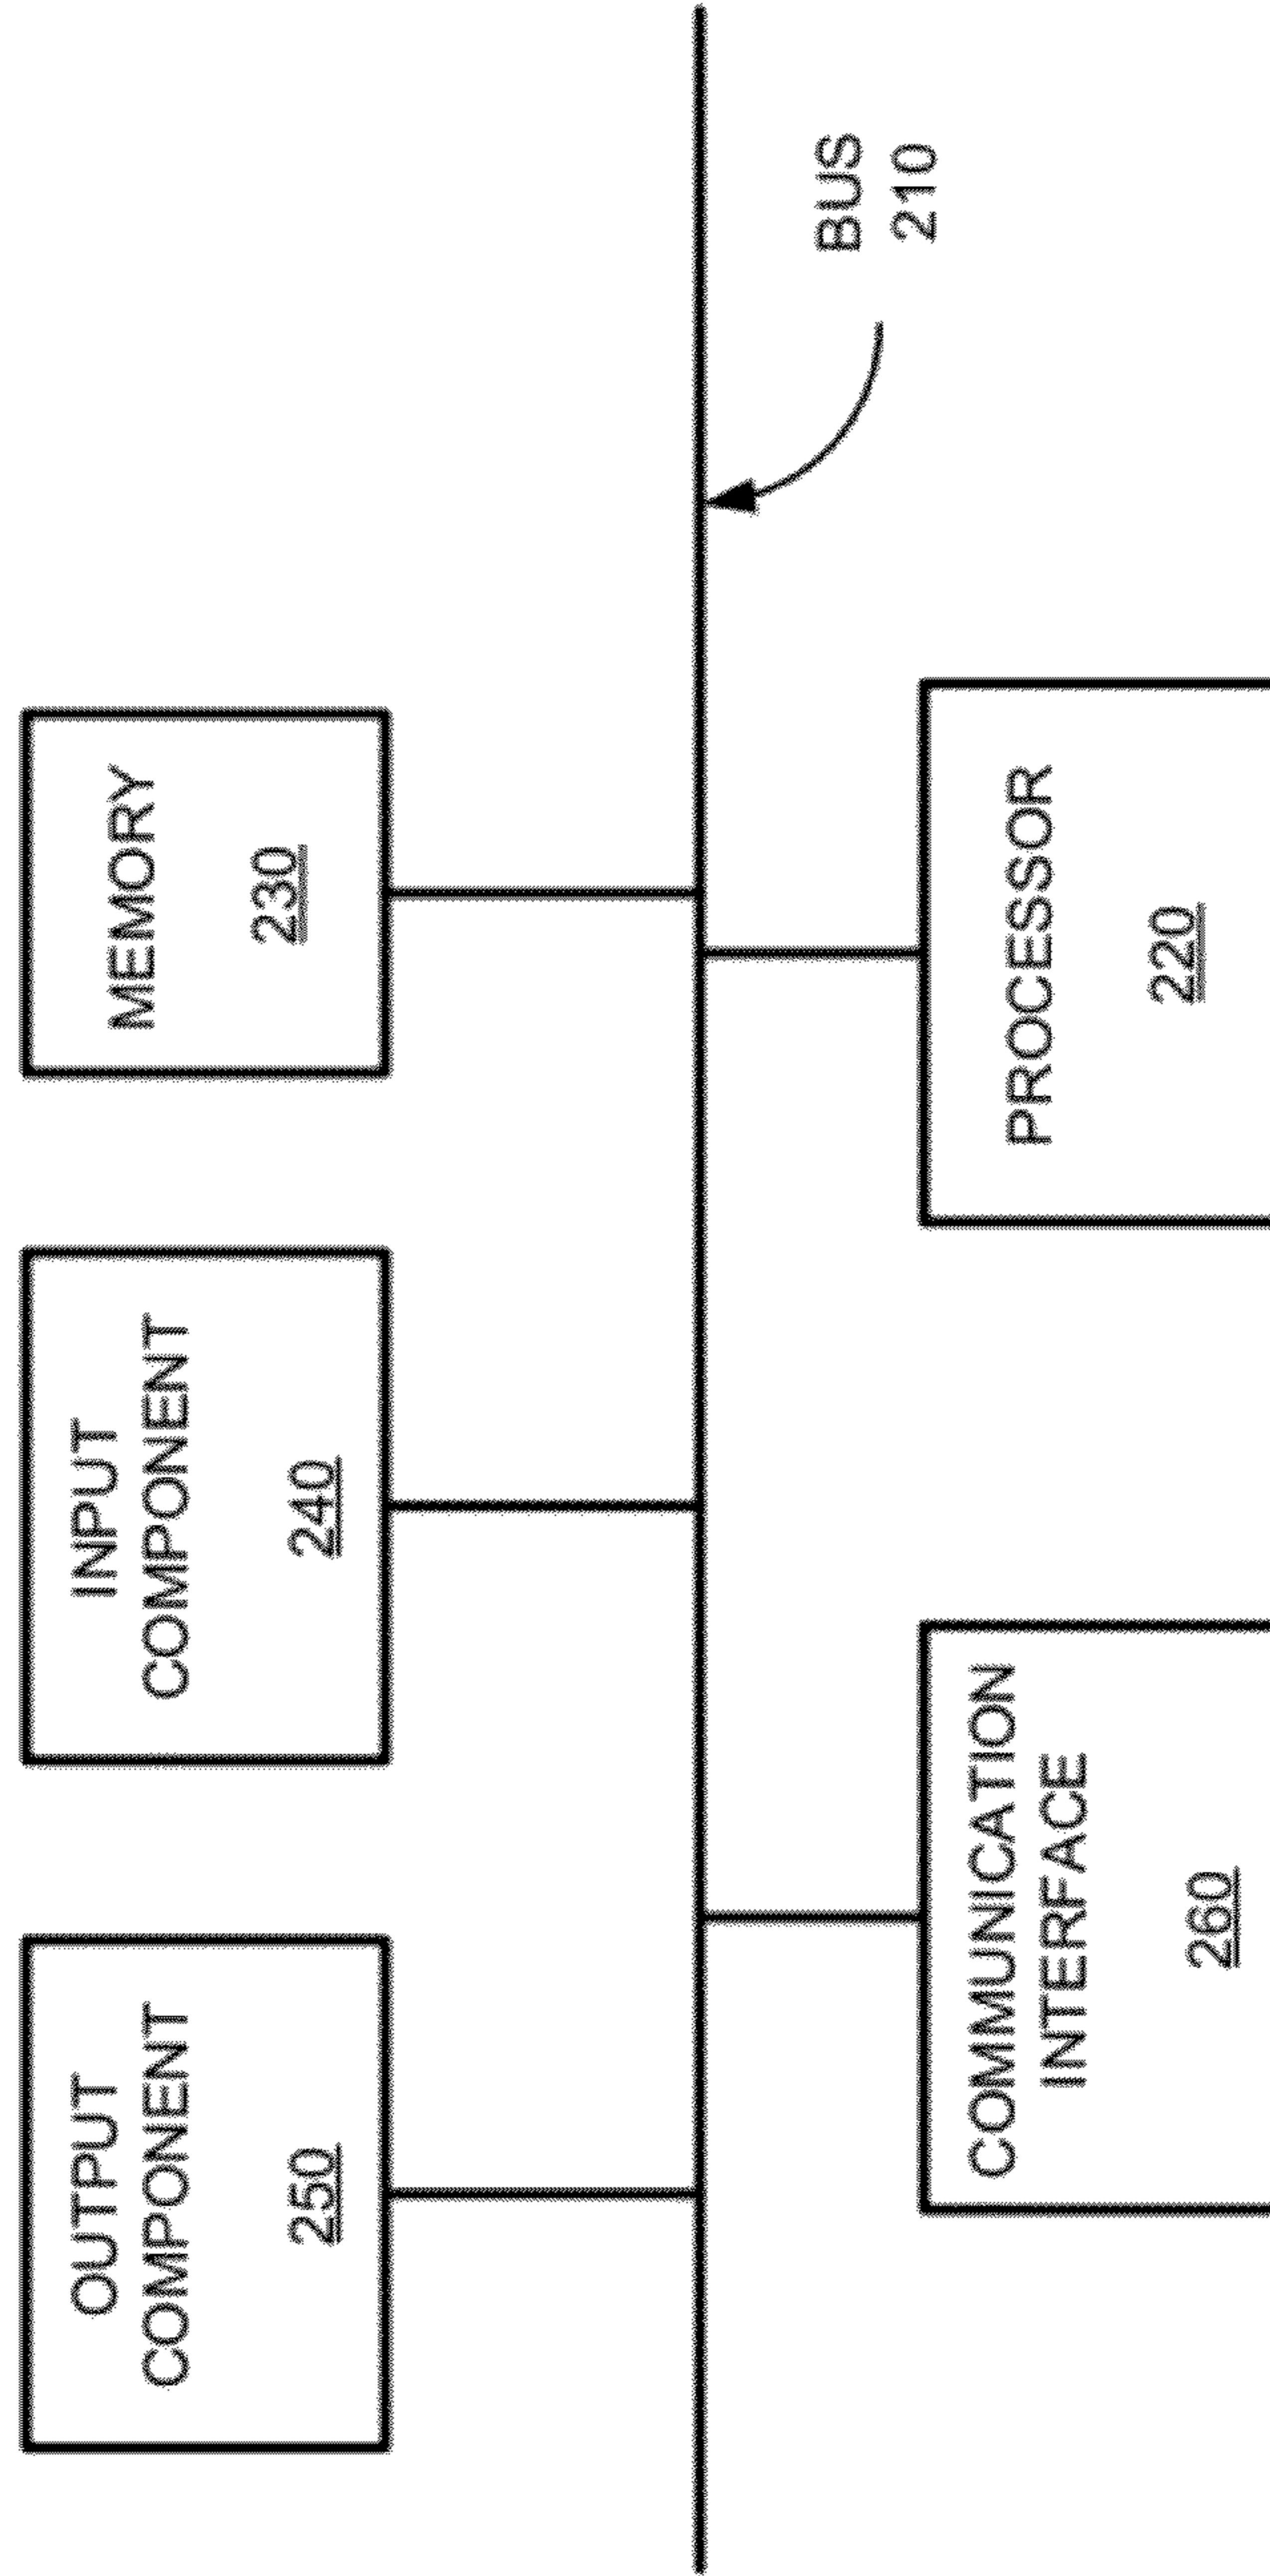 OUTPUT
COMPONENT
250
INPUT
COMPONENT
240
MEMORY
230
BUS
210
COMMUNICATION
INTERFACE
260
PROCESSOR
220